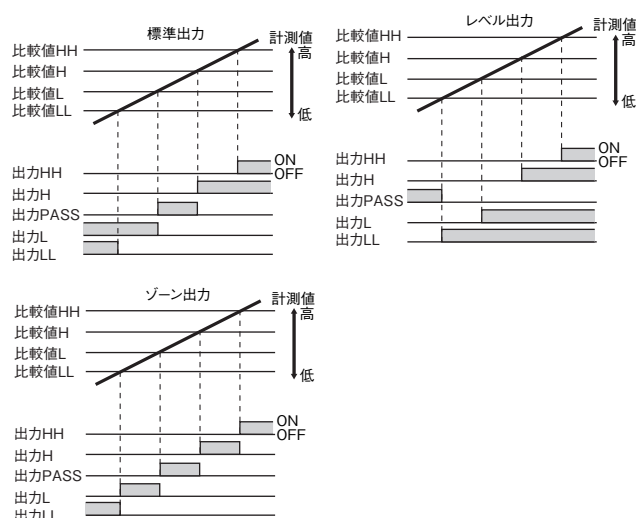 標準出力
計測値
高
比較値HH
比較値H
比較値L
比較値LL
低
出力HH
ON
OFF
出力H
出力PASS
出力L
出力LL
レベル出力
計測値
高
比較値HH
比較値H
比較値L
比較値LL
低
出力HH
ON
OFF
出力H
出力PASS
出力L
出力LL
ゾーン出力
計測値
高
比較値HH
比較値H
比較値L
比較値LL
低
出力HH
ON
OFF
出力H
出力PASS
出力L
出力LL